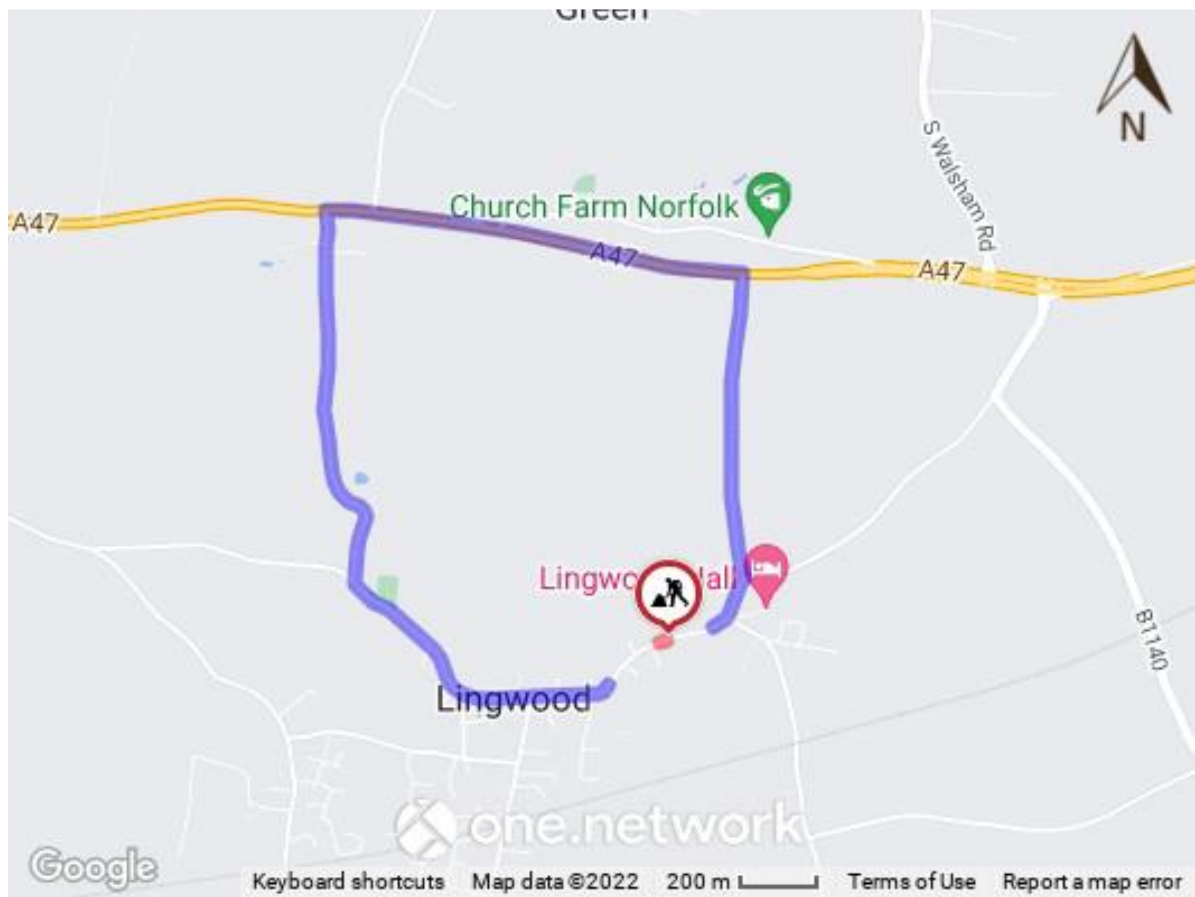 Green
N
S Walsham Rd
Church Farm Norfolk
A47
A47
A47
Lingwood Hall
B1140
Lingwood
one.network
Google
Keyboard shortcuts
Map data ©2022
200 m
Terms of Use
Report a map error